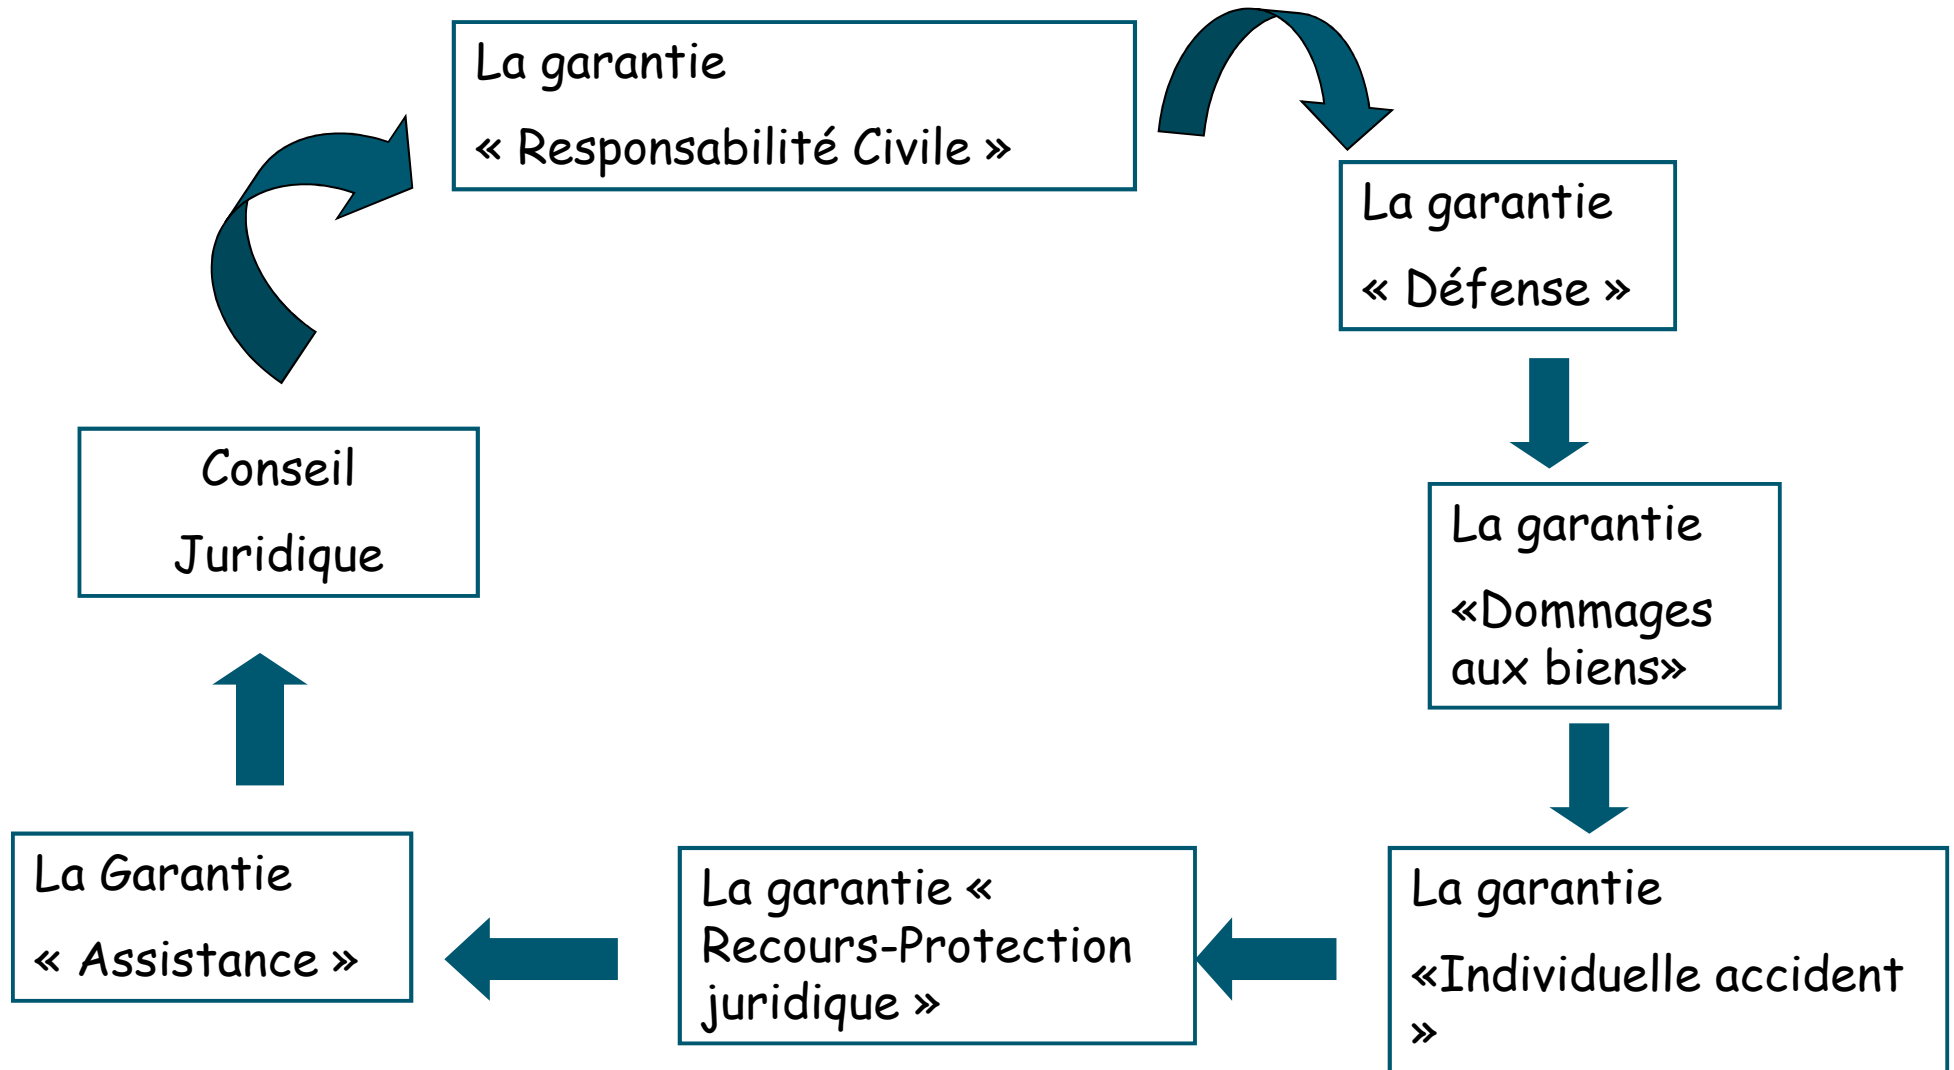 La garantie
« Responsabilité Civile »
La garantie
« Défense »
La garantie
«Dommages
aux biens»
La garantie
«Individuelle accident
»
La garantie «
Recours-Protection
juridique »
La Garantie
« Assistance »
Conseil
Juridique